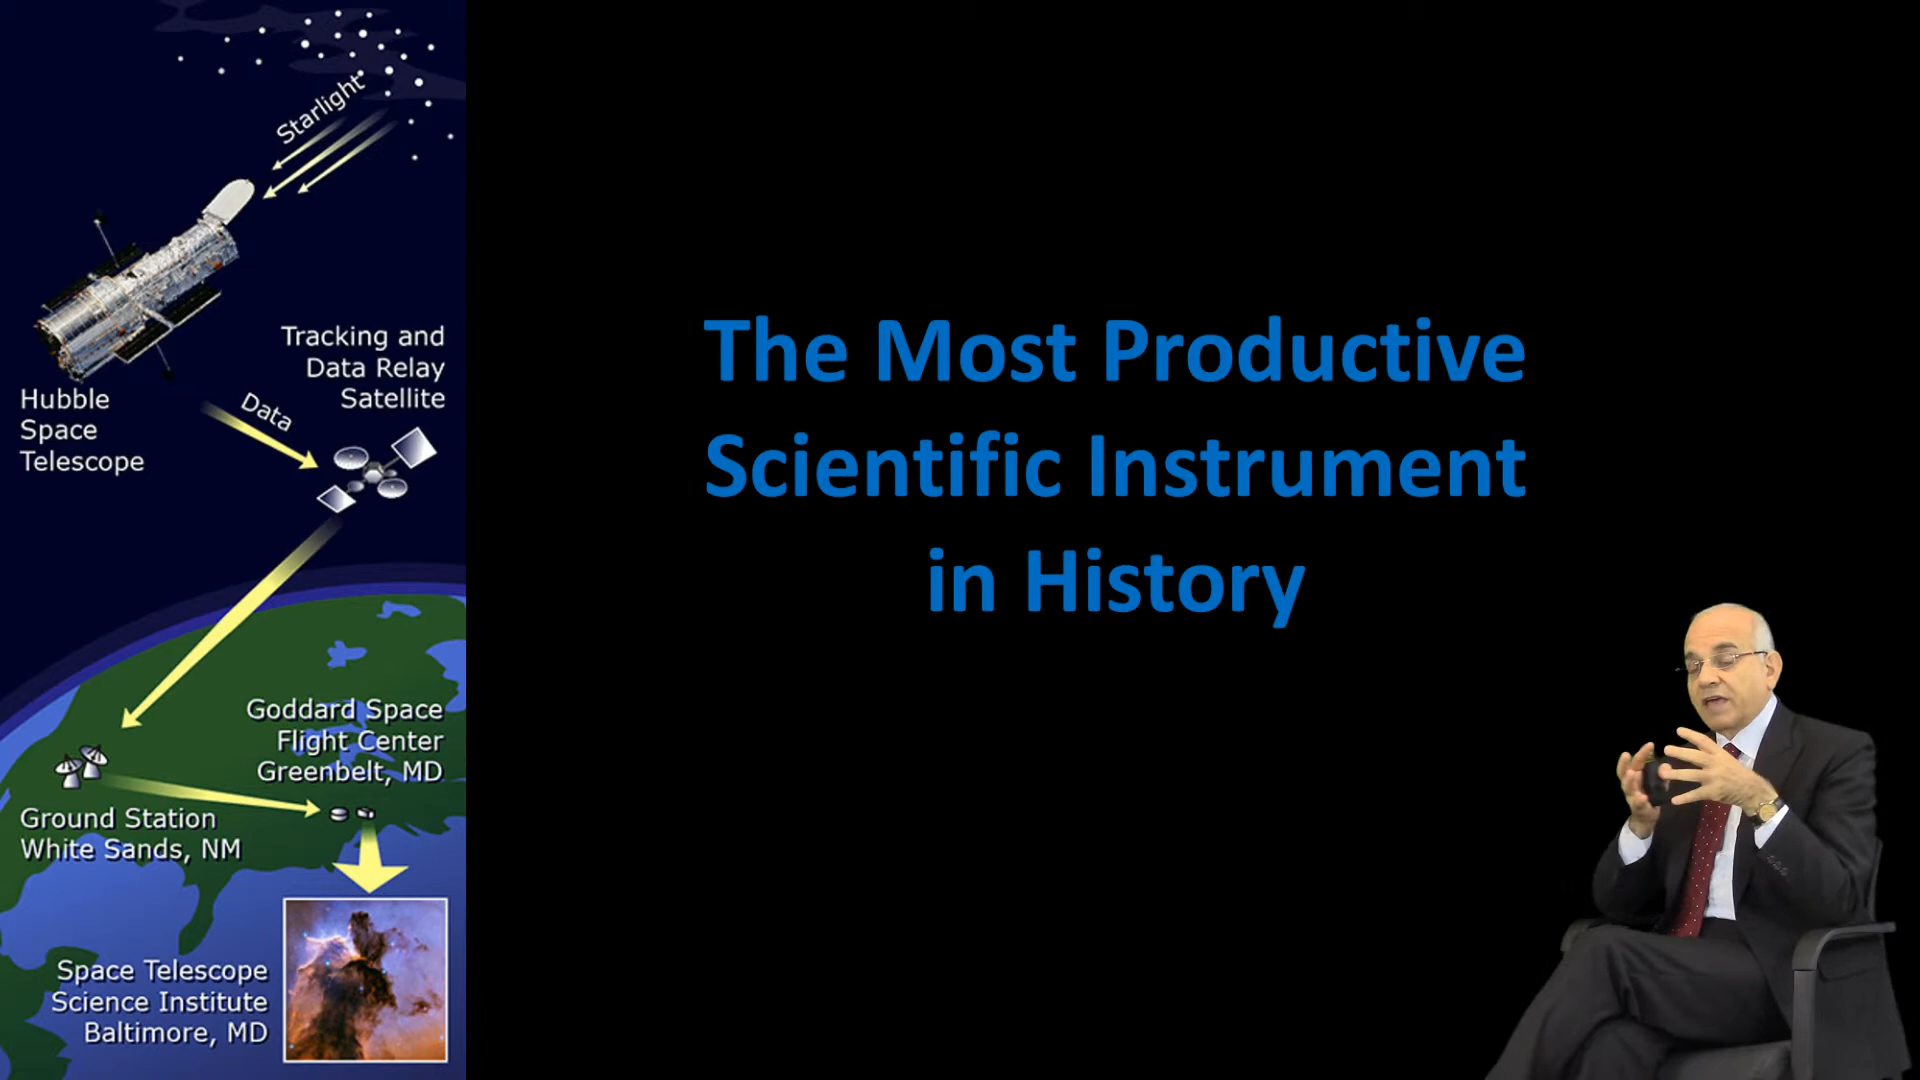 Starlight
Hubble
Space
Telescope
Tracking and
Data Relay
Satellite
Data
Goddard Space
Flight Center
Greenbelt, MD
Ground Station
White Sands, NM
Space Telescope
Science Institute
Baltimore, MD
The Most Productive
Scientific Instrument
in History